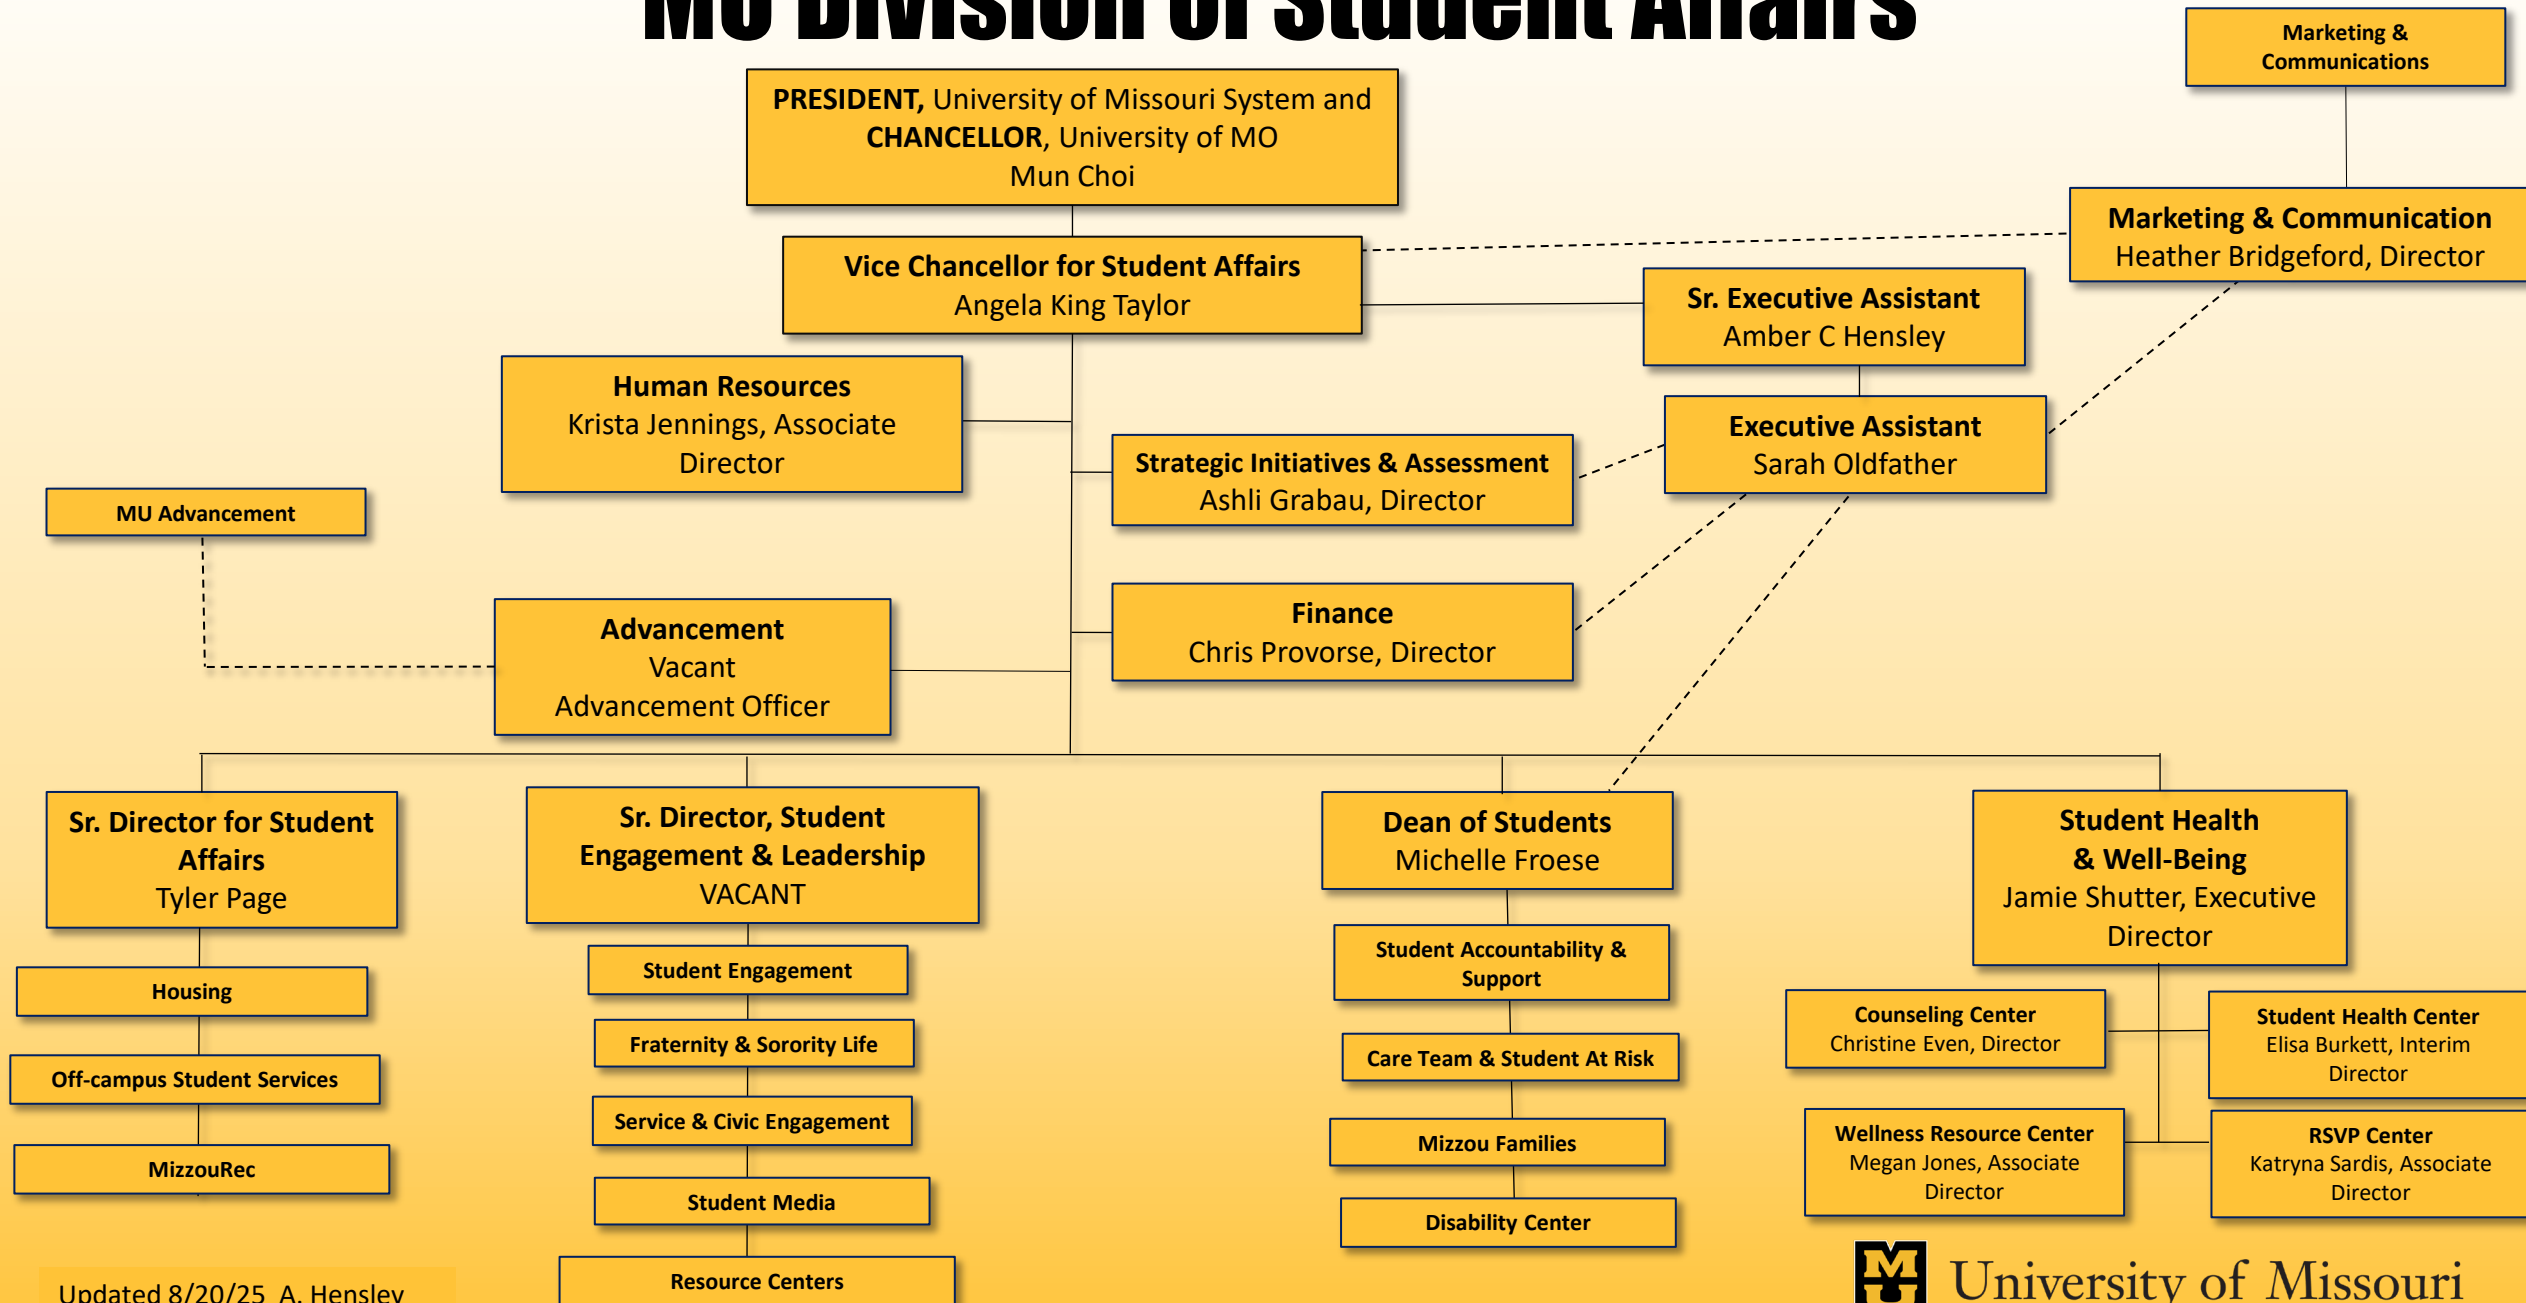 MU Division of Student Affairs
Marketing &
Communications
PRESIDENT, University of Missouri System and
CHANCELLOR, University of MO
Mun Choi
Marketing & Communication
Heather Bridgeford, Director
Vice Chancellor for Student Affairs
Angela King Taylor
Sr. Executive Assistant
Amber C Hensley
Human Resources
Krista Jennings, Associate
Director
Executive Assistant
Sarah Oldfather
Strategic Initiatives & Assessment
Ashli Grabau, Director
MU Advancement
Advancement
Vacant
Advancement Officer
Finance
Chris Provorse, Director
Sr. Director for Student
Affairs
Tyler Page
Housing
Off-campus Student Services
MizzouRec
Sr. Director, Student
Engagement & Leadership
VACANT
Student Engagement
Fraternity & Sorority Life
Service & Civic Engagement
Student Media
Resource Centers
Dean of Students
Michelle Froese
Student Accountability &
Support
Care Team & Student At Risk
Mizzou Families
Disability Center
Student Health
& Well-Being
Jamie Shutter, Executive
Director
Counseling Center
Christine Even, Director
Student Health Center
Elisa Burkett, Interim
Director
Wellness Resource Center
Megan Jones, Associate
Director
RSVP Center
Katryna Sardis, Associate
Director
Updated 8/20/25 A. Hensley
MU
University of Missouri